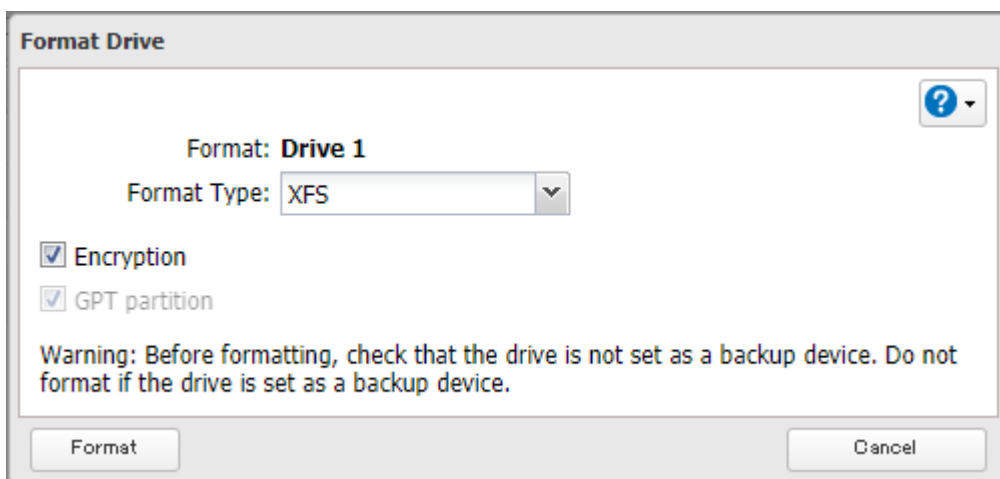 Format Drive
?
Format: Drive 1
Format Type: XFS
Encryption
GPT partition
Warning: Before formatting, check that the drive is not set as a backup device. Do not
format if the drive is set as a backup device.
Format Cancel